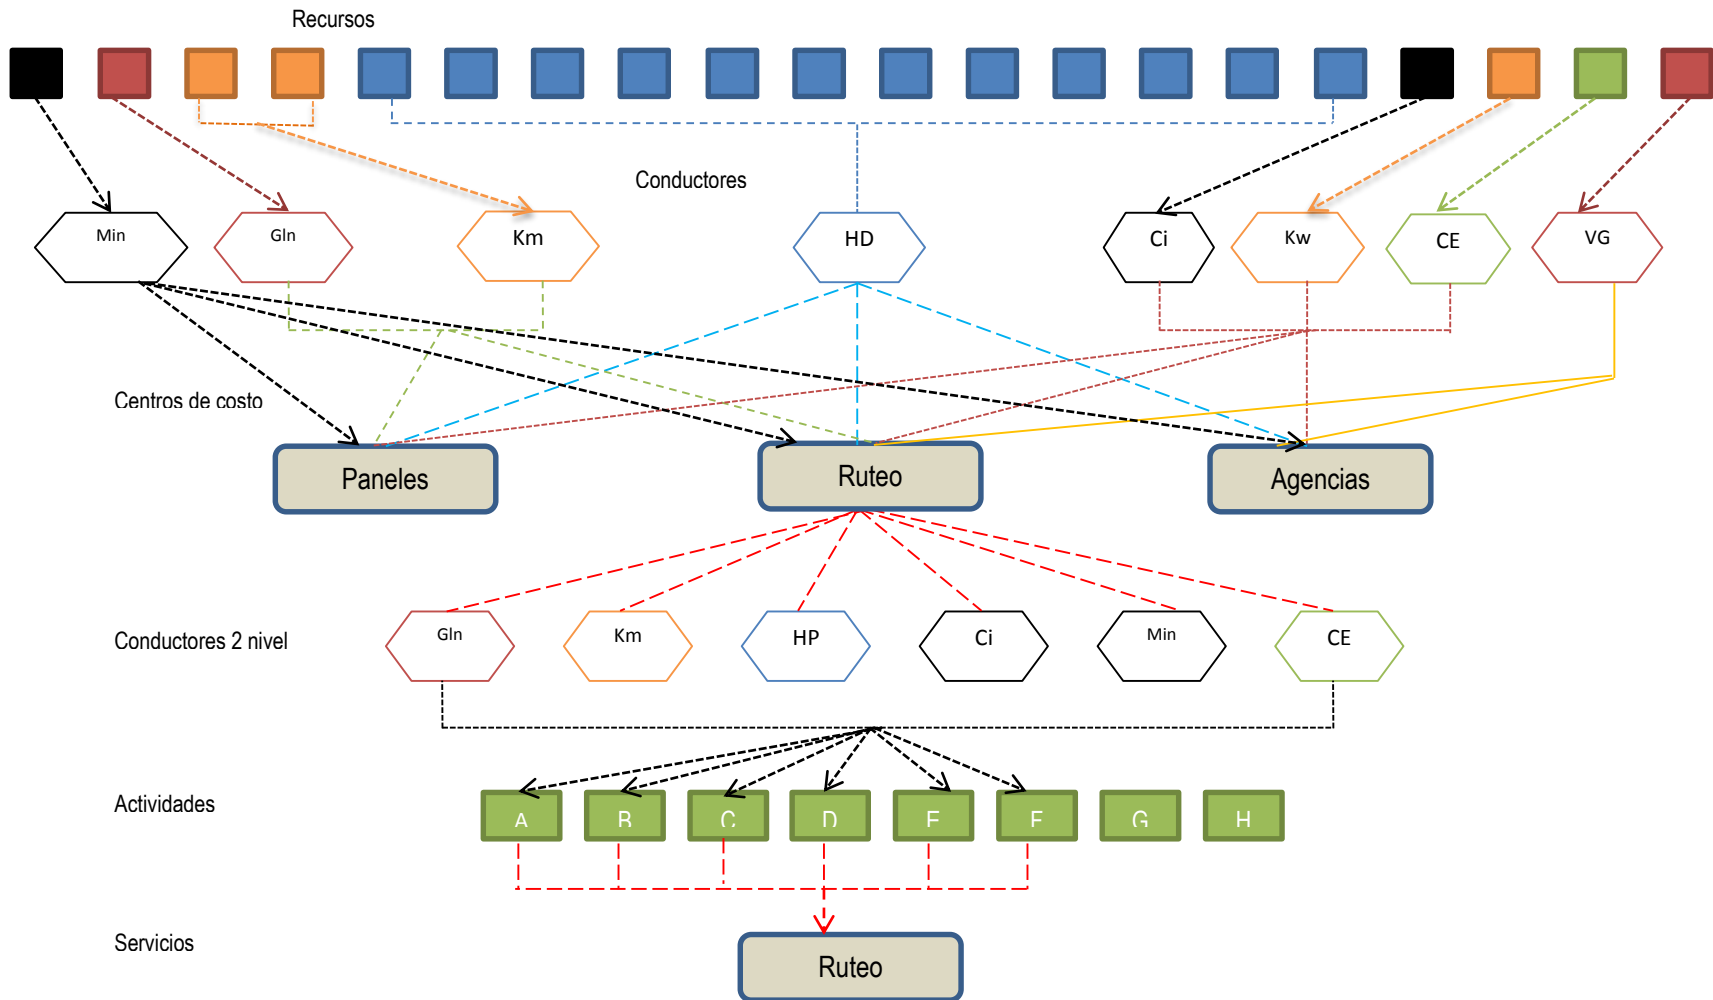 Recursos
Conductores
Min
Gln
Km
HD
Ci
Kw
CE
VG
Centros de costo
Paneles
Ruteo
Agencias
Conductores 2 nivel
Gln
Km
HP
Ci
Min
CE
Actividades
A
B
C
D
E
F
G
H
Servicios
Ruteo